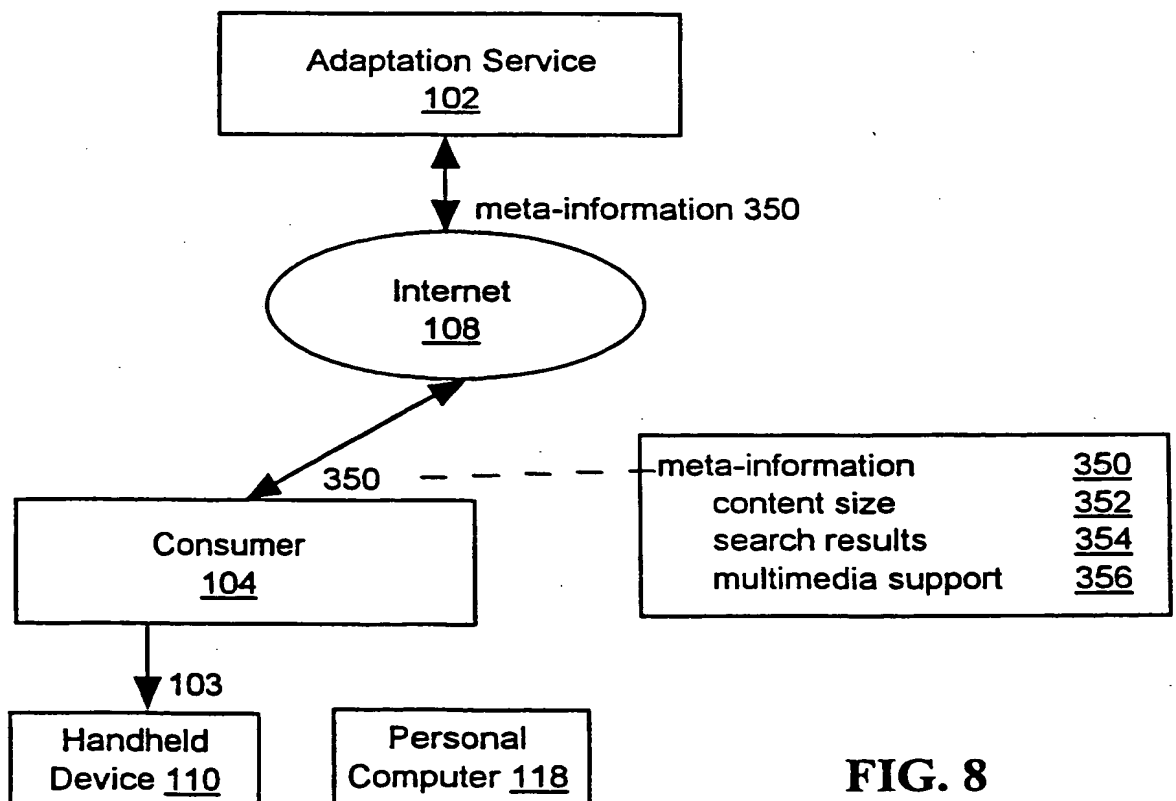 Adaptation Service
102
meta-information 350
Internet
108
350
meta-information 350
content size 352
search results 354
multimedia support 356
Consumer
104
103
Handheld
Device 110
Personal
Computer 118
FIG. 8